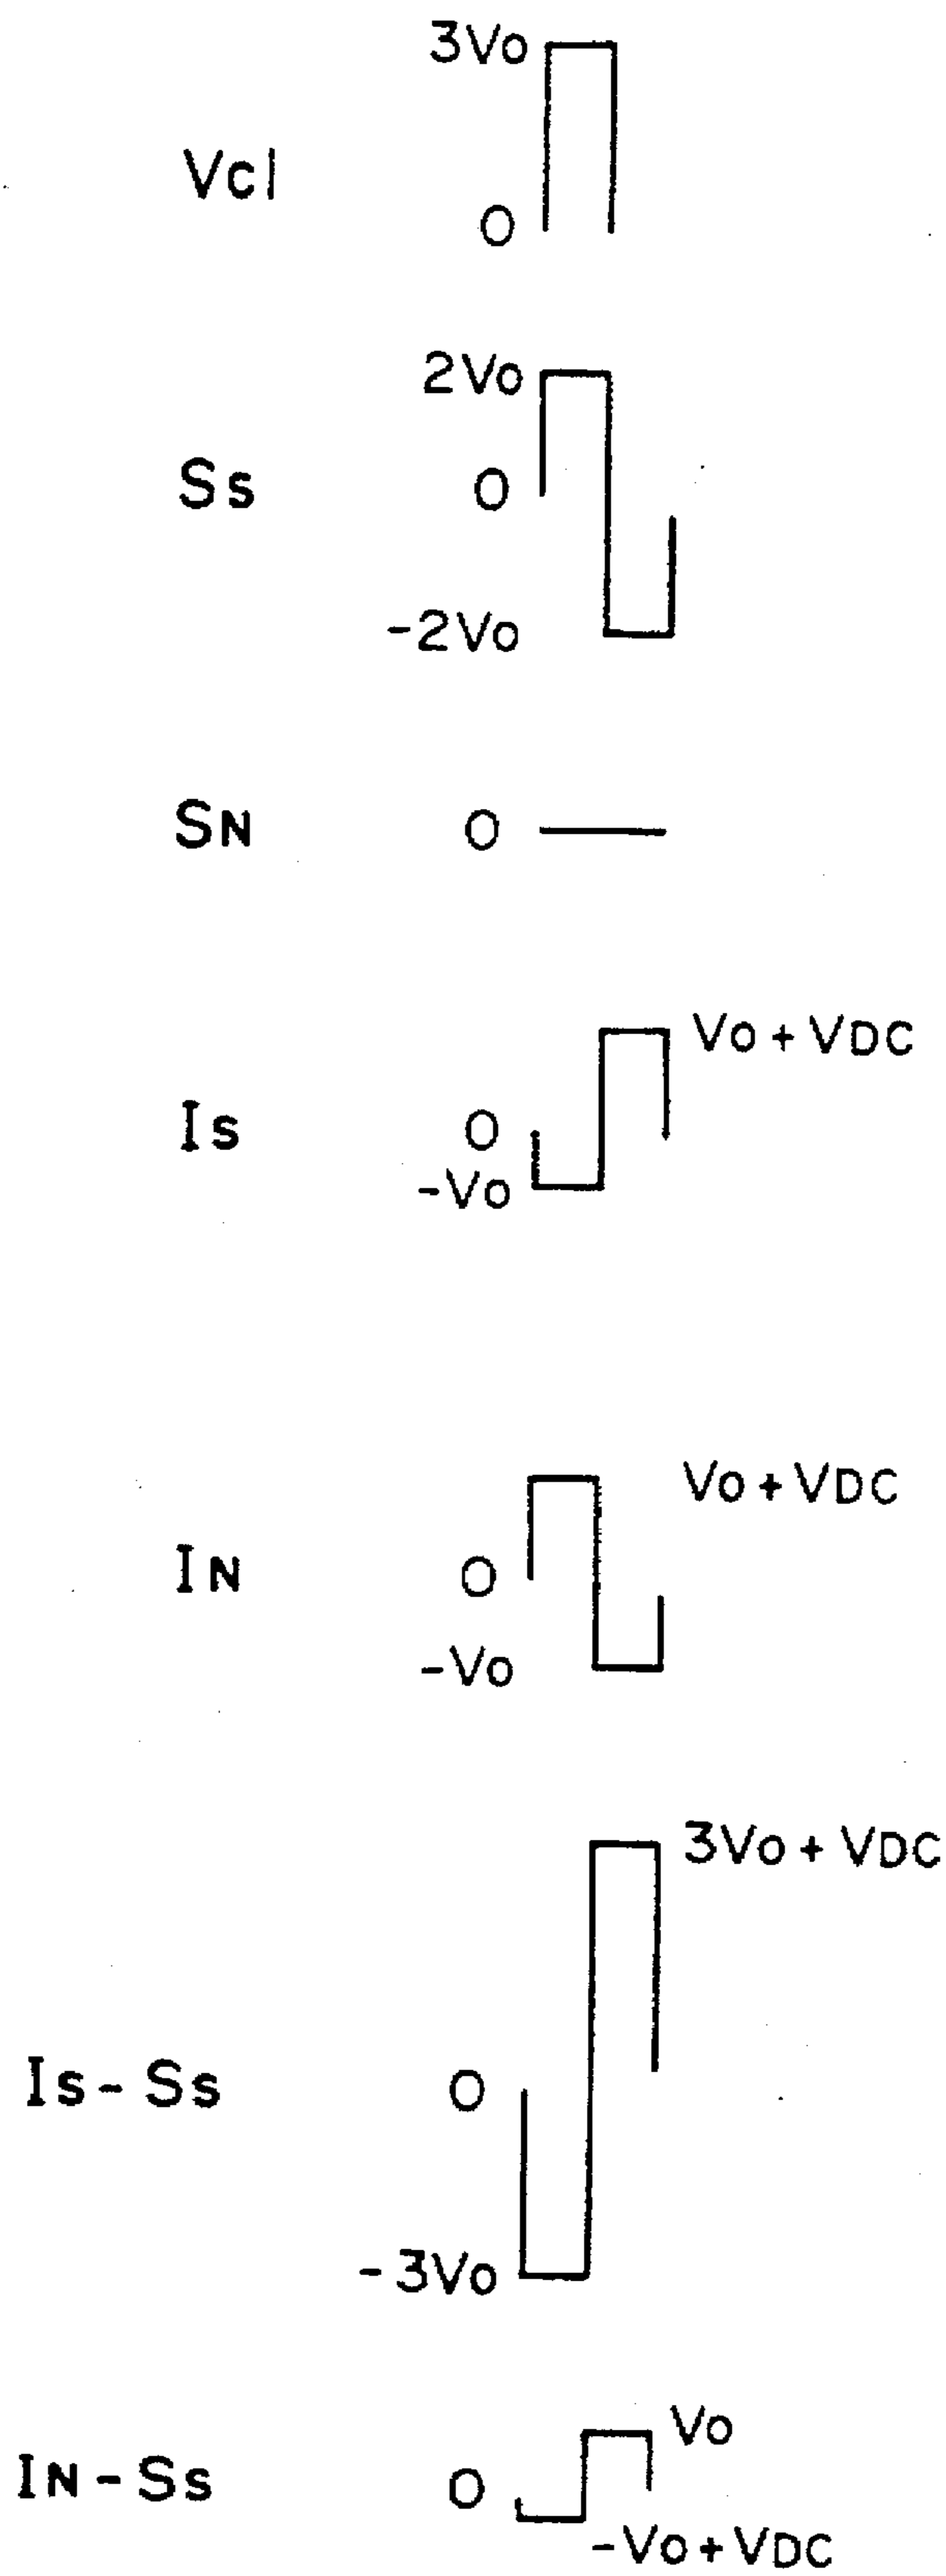 3Vo
Vcl
0
2Vo
Ss
0
-2Vo
SN
0
Vo + VDC
Is
0
-Vo
Vo + VDC
IN
0
-Vo
3Vo + VDC
Is - Ss
0
-3Vo
Vo
IN - Ss
0
-Vo + VDC